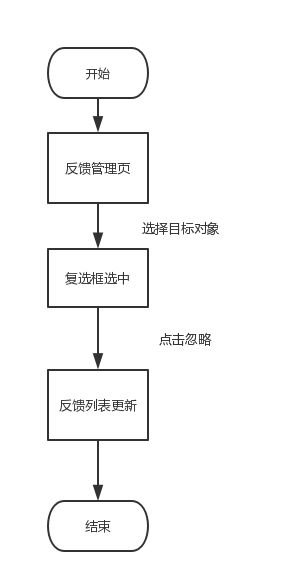 开始
反馈管理页
选择目标对象
复选框选中
点击忽略
反馈列表更新
结束